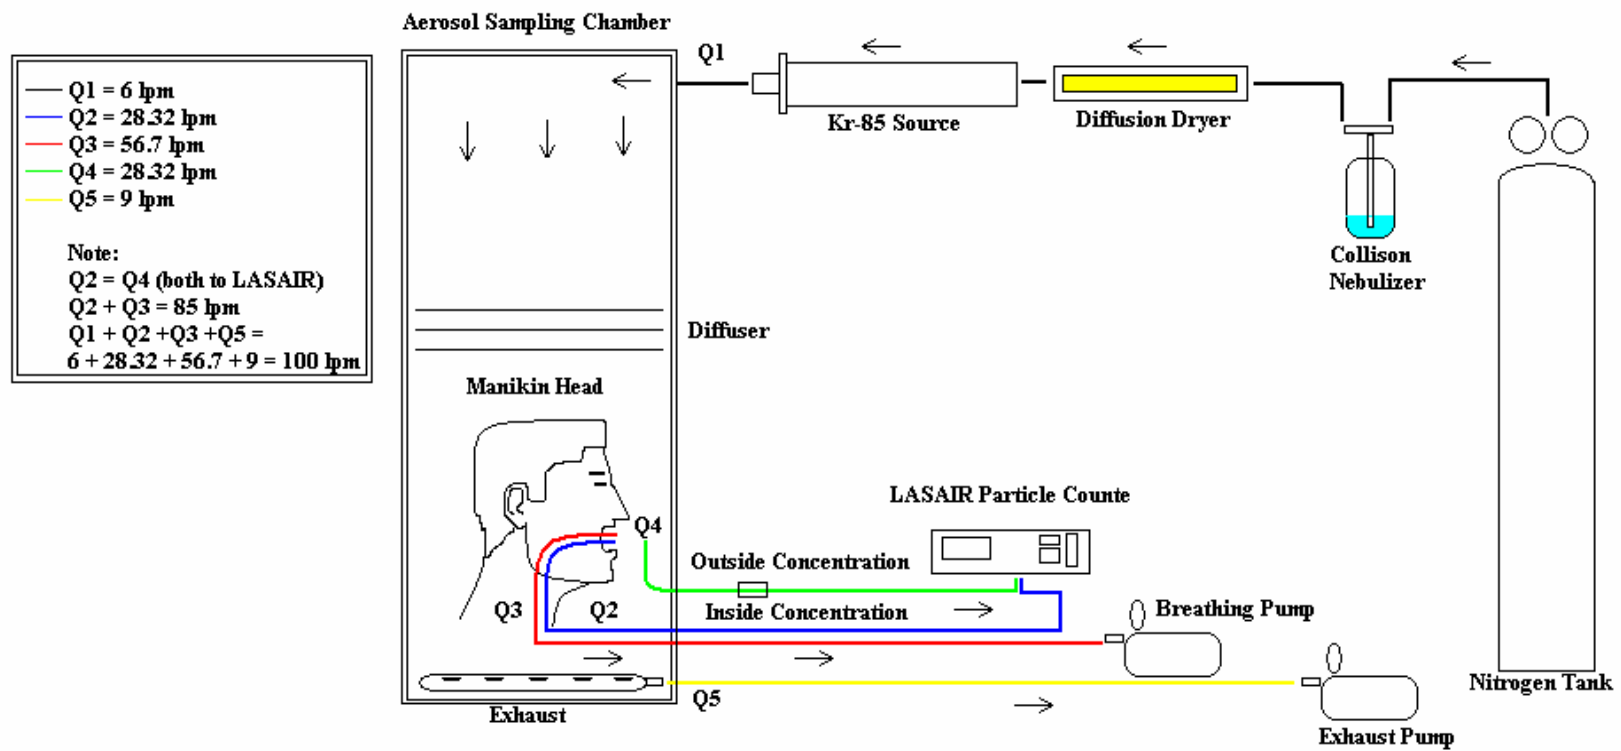 Aerosol Sampling Chamber
Q1 = 6 lpm
Q2 = 28.32 lpm
Q3 = 56.7 lpm
Q4 = 28.32 lpm
Q5 = 9 lpm
Note:
Q2 = Q4 (both to LASAIR)
Q2 + Q3 = 85 lpm
Q1 + Q2 +Q3 +Q5 =
6 + 28.32 + 56.7 + 9 = 100 lpm
Q1
Kr-85 Source
Diffusion Dryer
Collison
Nebulizer
Diffuser
Manikin Head
LASAIR Particle Counte
Q4
Outside Concentration
Q3
Q2
Inside Concentration
Breathing Pump
Nitrogen Tank
Q5
Exhaust
Exhaust Pump